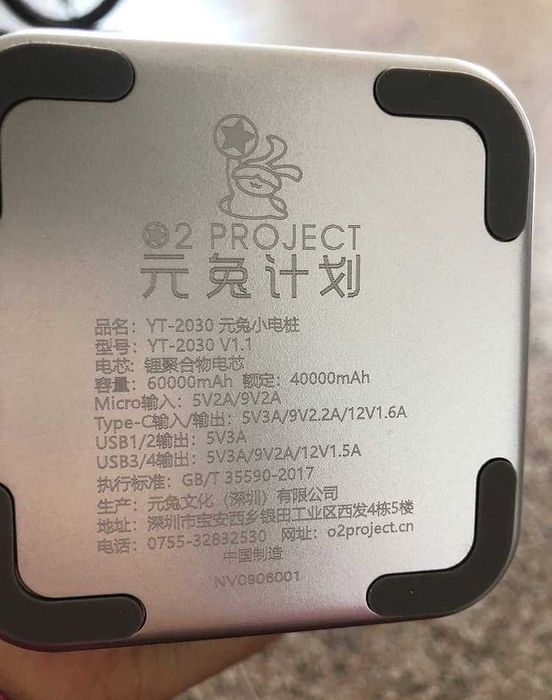 O2 PROJECT
元兔计划
品名：YT-2030 元兔小电桩
型号：YT-2030 V1.1
电芯：锂聚合物电芯
容量：60000mAh 额定：40000mAh
Micro输入：5V2A/9V2A
Type-C输入/输出：5V3A/9V2.2A/12V1.6A
USB1/2输出：5V3A
USB3/4输出：5V3A/9V2A/12V1.5A
执行标准：GB/T 35590-2017
生产：元兔文化（深圳）有限公司
地址：深圳市宝安西乡银田工业区西发4栋5楼
电话：0755-32832530 网址：o2project.cn
中国制造
NV0906001